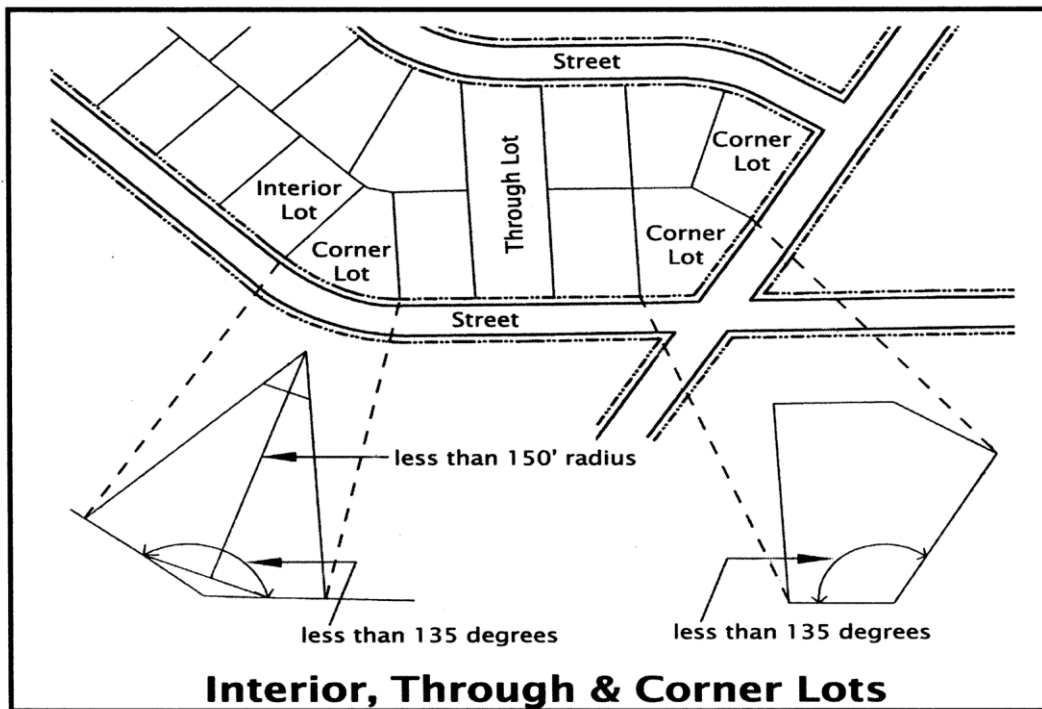 Street
Corner
Lot
Interior
Lot
Through Lot
Corner
Lot
Corner
Lot
Street
less than 150' radius
less than 135 degrees
less than 135 degrees
Interior, Through & Corner Lots